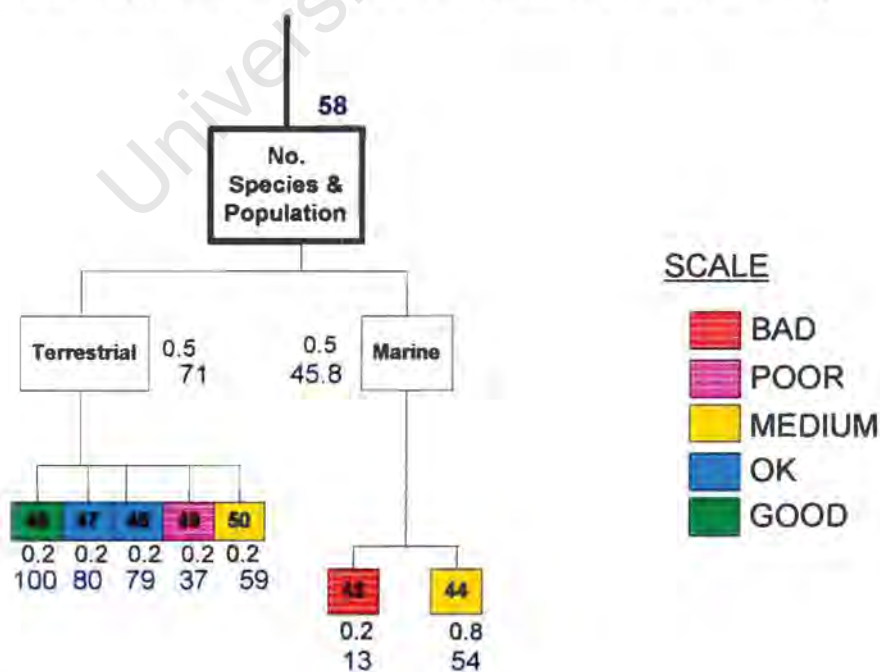 Univers
58
No.
Species &
Population
Terrestrial 0.5
71
0.5
45.8
Marine
47 50
0.2 0.2 0.2 0.2 0.2
100 80 79 37 59
44
0.2 0.8
13 54
SCALE
BAD
POOR
MEDIUM
OK
GOOD